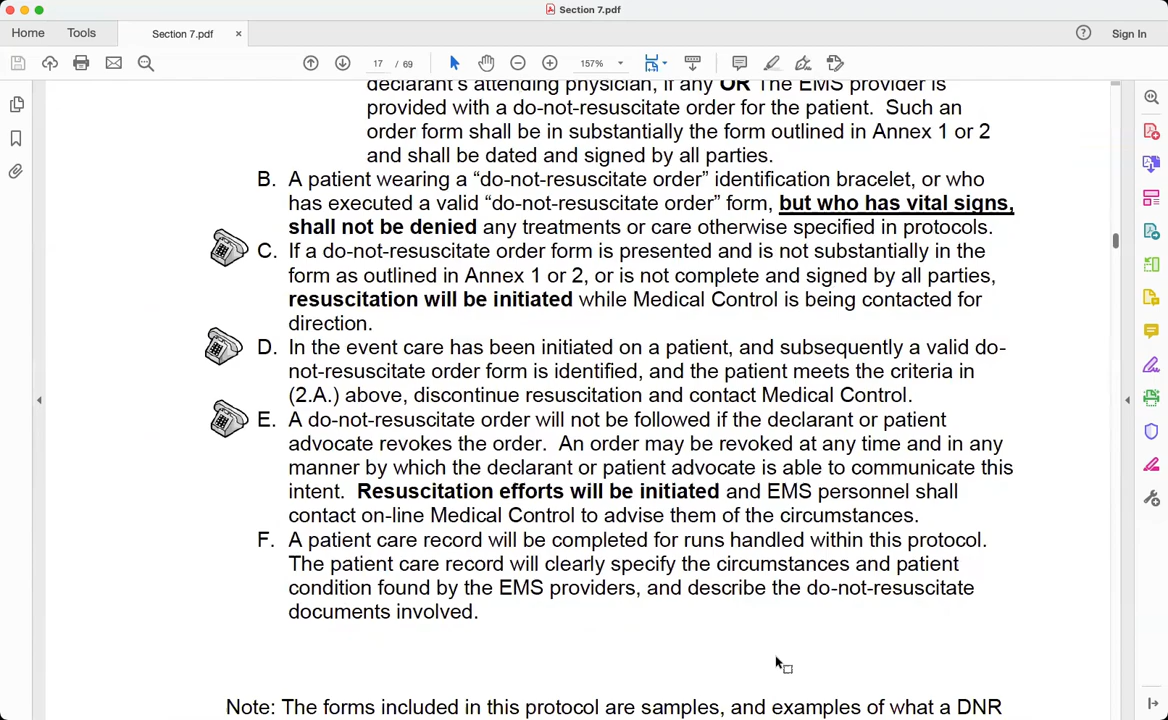 Section 7.pdf
Home
Tools
Section 7.pdf
×
?
Sign In
17 / 69
157%
declarant's attending physician, if any OR The EMS provider is
provided with a do-not-resuscitate order for the patient.  Such an
order form shall be in substantially the form outlined in Annex 1 or 2
and shall be dated and signed by all parties.
B. A patient wearing a “do-not-resuscitate order” identification bracelet, or who
has executed a valid “do-not-resuscitate order” form, but who has vital signs,
shall not be denied any treatments or care otherwise specified in protocols.
C. If a do-not-resuscitate order form is presented and is not substantially in the
form as outlined in Annex 1 or 2, or is not complete and signed by all parties,
resuscitation will be initiated while Medical Control is being contacted for
direction.
D. In the event care has been initiated on a patient, and subsequently a valid do-
not-resuscitate order form is identified, and the patient meets the criteria in
(2.A.) above, discontinue resuscitation and contact Medical Control.
E. A do-not-resuscitate order will not be followed if the declarant or patient
advocate revokes the order.  An order may be revoked at any time and in any
manner by which the declarant or patient advocate is able to communicate this
intent.  Resuscitation efforts will be initiated and EMS personnel shall
contact on-line Medical Control to advise them of the circumstances.
F. A patient care record will be completed for runs handled within this protocol.
The patient care record will clearly specify the circumstances and patient
condition found by the EMS providers, and describe the do-not-resuscitate
documents involved.
Note: The forms included in this protocol are samples, and examples of what a DNR